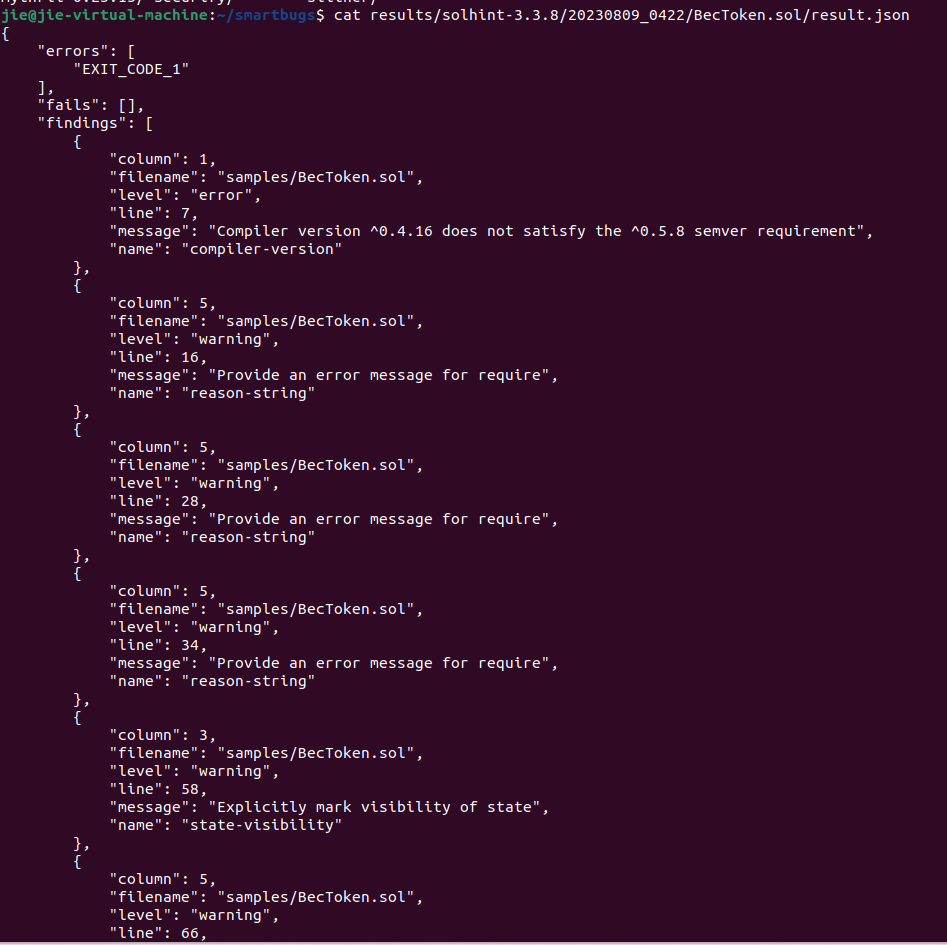 jie@jie-virtual-machine:~/smartbugs$ cat results/solhint-3.3.8/20230809_0422/BecToken.sol/result.json
{
    "errors": [
        "EXIT_CODE_1"
    ],
    "fails": [],
    "findings": [
        {
            "column": 1,
            "filename": "samples/BecToken.sol",
            "level": "error",
            "line": 7,
            "message": "Compiler version ^0.4.16 does not satisfy the ^0.5.8 semver requirement",
            "name": "compiler-version"
        },
        {
            "column": 5,
            "filename": "samples/BecToken.sol",
            "level": "warning",
            "line": 16,
            "message": "Provide an error message for require",
            "name": "reason-string"
        },
        {
            "column": 5,
            "filename": "samples/BecToken.sol",
            "level": "warning",
            "line": 28,
            "message": "Provide an error message for require",
            "name": "reason-string"
        },
        {
            "column": 5,
            "filename": "samples/BecToken.sol",
            "level": "warning",
            "line": 34,
            "message": "Provide an error message for require",
            "name": "reason-string"
        },
        {
            "column": 3,
            "filename": "samples/BecToken.sol",
            "level": "warning",
            "line": 58,
            "message": "Explicitly mark visibility of state",
            "name": "state-visibility"
        },
        {
            "column": 5,
            "filename": "samples/BecToken.sol",
            "level": "warning",
            "line": 66,